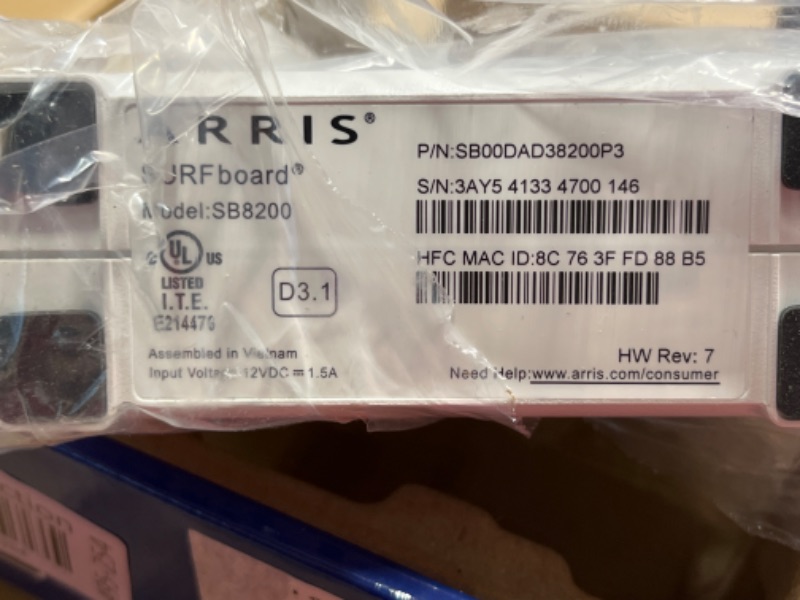 ARRIS®
SURFboard®
Model:SB8200
C UL US
LISTED
I.T.E.
E214476
D3.1
Assembled in Vietnam
Input Voltage 12VDC ⎓ 1.5A
P/N:SB00DAD38200P3
S/N:3AY5 4133 4700 146
HFC MAC ID:8C 76 3F FD 88 B5
HW Rev: 7
Need Help:www.arris.com/consumer